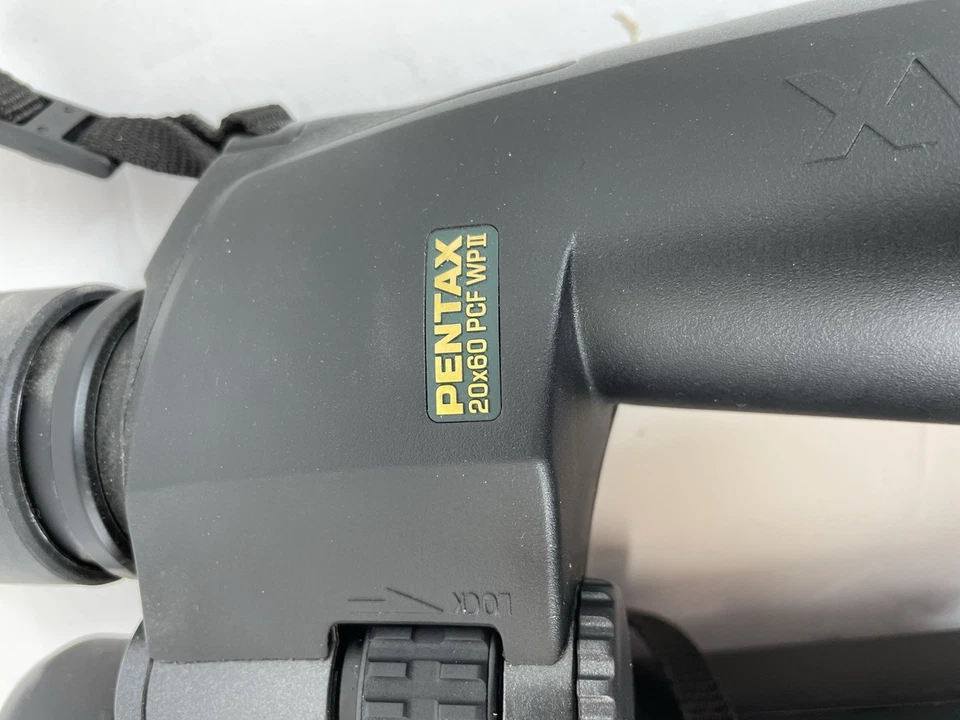 PENTAX
20x60 PCF WPII
LOCK